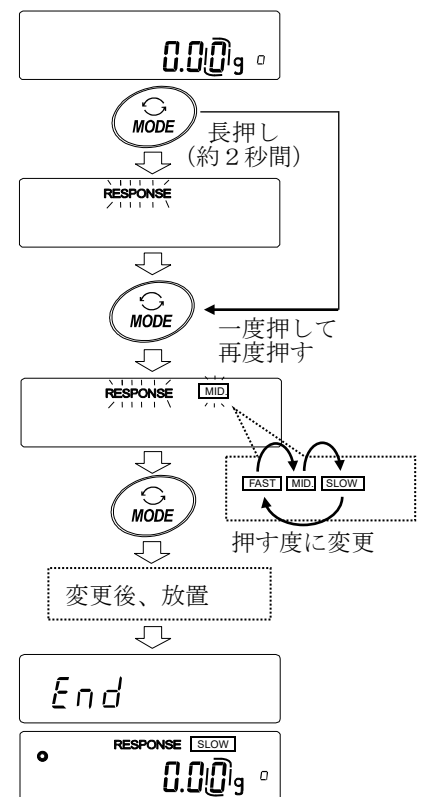 0.00g
MODE
長押し
（約２秒間）
RESPONSE
MODE
一度押して
再度押す
RESPONSE MID.
FAST MID. SLOW
MODE
押す度に変更
変更後、放置
End
RESPONSE SLOW
0.00g